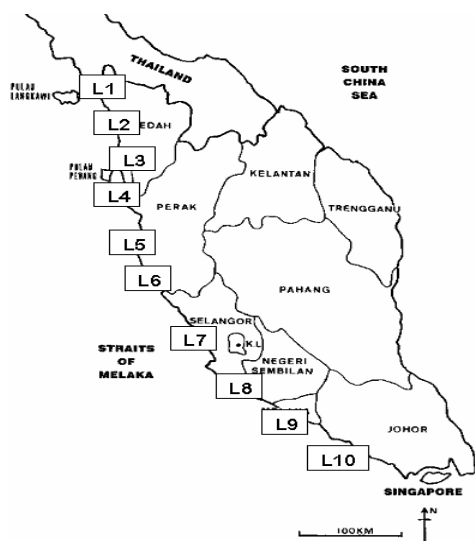 THAILAND
SOUTH
CHINA
SEA
PULAU
LANGKAWI
L1
L2
EDAH
L3
PULAU
PENANG
L4
KELANTAN
PERAK
TRENGGANU
L5
L6
PAHANG
SELANGOR
L7
K.L
STRAITS
OF
MELAKA
NEGERI
SEMBILAN
L8
L9
JOHOR
L10
SINGAPORE
N
100KM